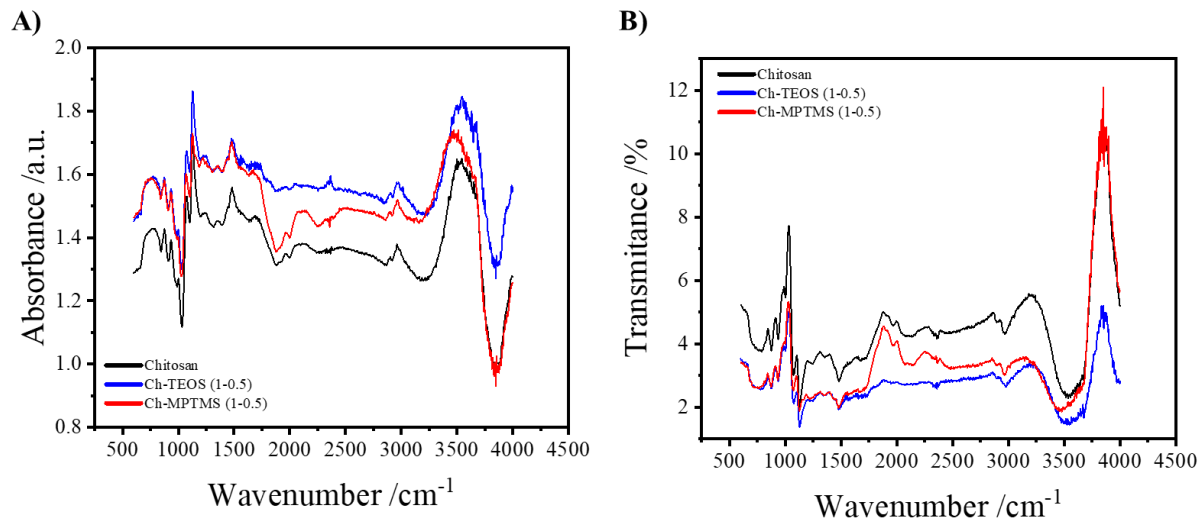 A)
2.0
1.8
1.6
1.4
1.2
1.0
0.8
Absorbance /a.u.
Chitosan
Ch-TEOS (1-0.5)
Ch-MPTMS (1-0.5)
500 1000 1500 2000 2500 3000 3500 4000 4500
Wavenumber /cm⁻¹
B)
12
10
8
6
4
2
Transmitance /%
Chitosan
Ch-TEOS (1-0.5)
Ch-MPTMS (1-0.5)
500 1000 1500 2000 2500 3000 3500 4000 4500
Wavenumber /cm⁻¹